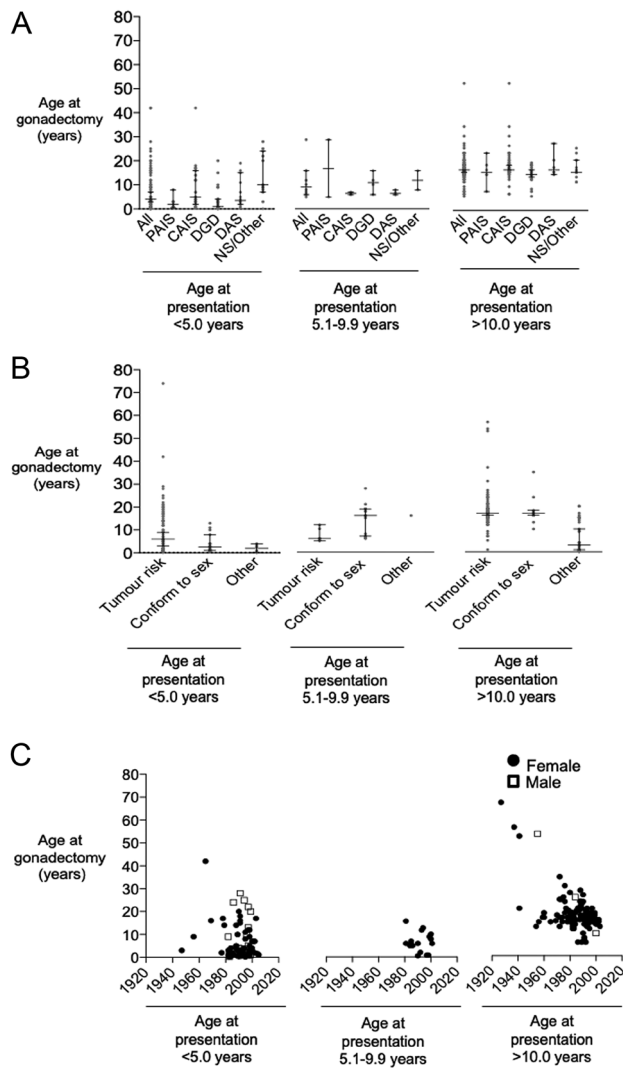 A
80
70
60
50
40
30
20
10
0
Age at
gonadectomy
(years)
All
PAIS
CAIS
DGD
DAS
NS/Other
All
PAIS
CAIS
DGD
DAS
NS/Other
All
PAIS
CAIS
DGD
DAS
NS/Other
Age at
presentation
<5.0 years
Age at
presentation
5.1-9.9 years
Age at
presentation
>10.0 years
B
80
70
60
50
40
30
20
10
0
Age at
gonadectomy
(years)
Tumour risk
Conform to sex
Other
Tumour risk
Conform to sex
Other
Tumour risk
Conform to sex
Other
Age at
presentation
<5.0 years
Age at
presentation
5.1-9.9 years
Age at
presentation
>10.0 years
C
Female
Male
80
70
60
50
40
30
20
10
0
Age at
gonadectomy
(years)
1920
1940
1960
1980
2000
2020
1920
1940
1960
1980
2000
2020
1920
1940
1960
1980
2000
2020
Age at
presentation
<5.0 years
Age at
presentation
5.1-9.9 years
Age at
presentation
>10.0 years